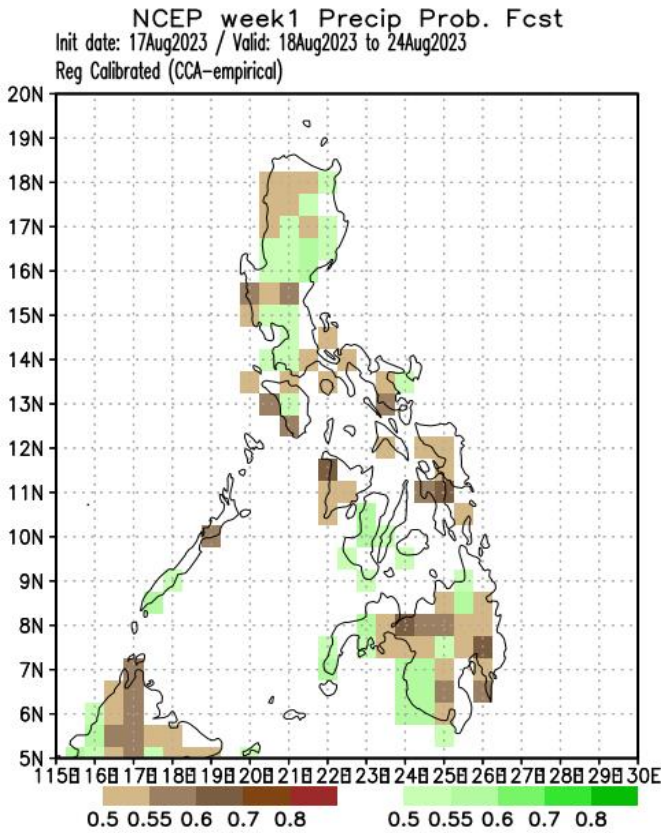 NCEP week1 Precip Prob. Fcst
Init date: 17Aug2023 / Valid: 18Aug2023 to 24Aug2023
Reg Calibrated (CCA-empirical)
20N
19N
18N
17N
16N
15N
14N
13N
12N
11N
10N
9N
8N
7N
6N
5N
115E 116E 117E 118E 119E 120E 121E 122E 123E 124E 125E 126E 127E 128E 129E 130E
0.5 0.55 0.6 0.7 0.8 0.5 0.55 0.6 0.7 0.8